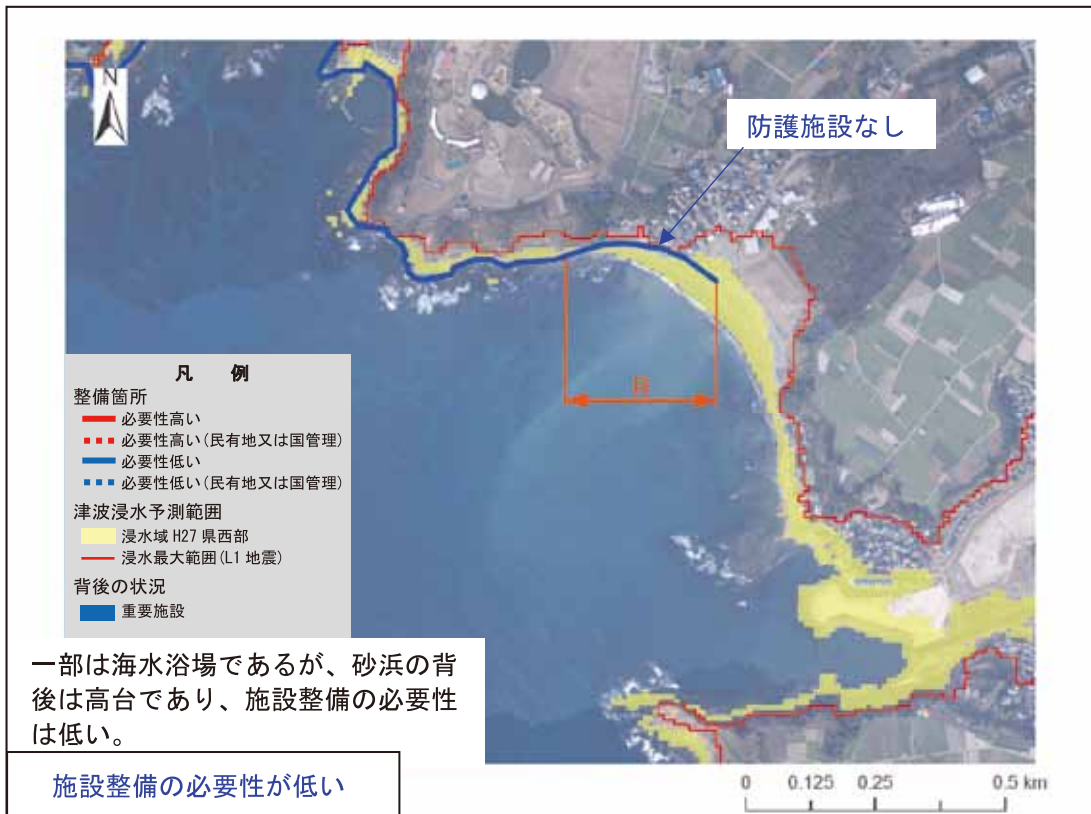 N
防護施設なし
凡 例
整備箇所
必要性高い
必要性高い(民有地又は国管理)
必要性低い
必要性低い(民有地又は国管理)
津波浸水予測範囲
浸水域 H27 県西部
浸水最大範囲(L1 地震)
背後の状況
重要施設
一部は海水浴場であるが、砂浜の背
後は高台であり、施設整備の必要性
は低い。
施設整備の必要性が低い
0 0.125 0.25 0.5 km